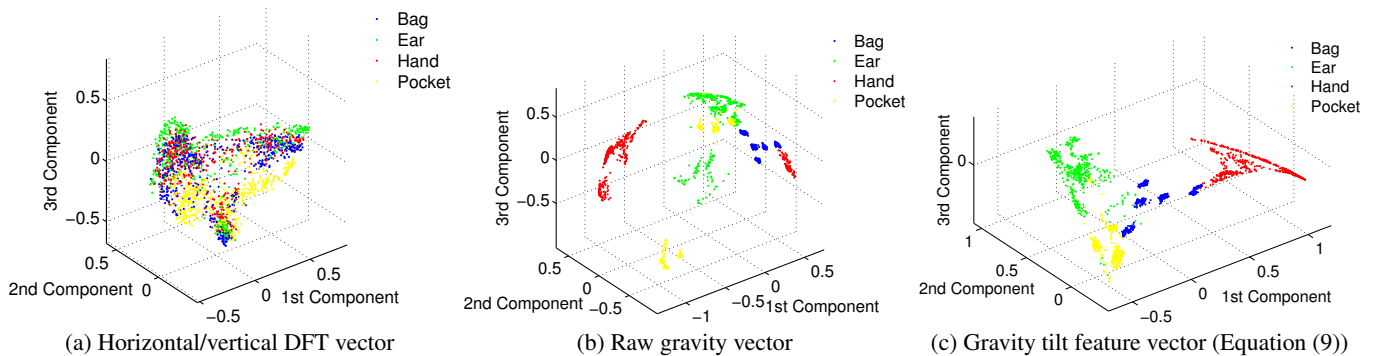 Bag
Ear
Hand
Pocket
3rd Component
0.5
0
−0.5
0.5
2nd Component
0
−0.5
0
0.5
1st Component
(a) Horizontal/vertical DFT vector
Bag
Ear
Hand
Pocket
3rd Component
0.5
0
−0.5
0.5
0
2nd Component
−0.5
−1
−0.5
0
0.5
1st Component
(b) Raw gravity vector
Bag
Ear
Hand
Pocket
3rd Component
0
1
0.5
2nd Component
0
−0.5
0
0.5
1
1st Component
(c) Gravity tilt feature vector (Equation (9))